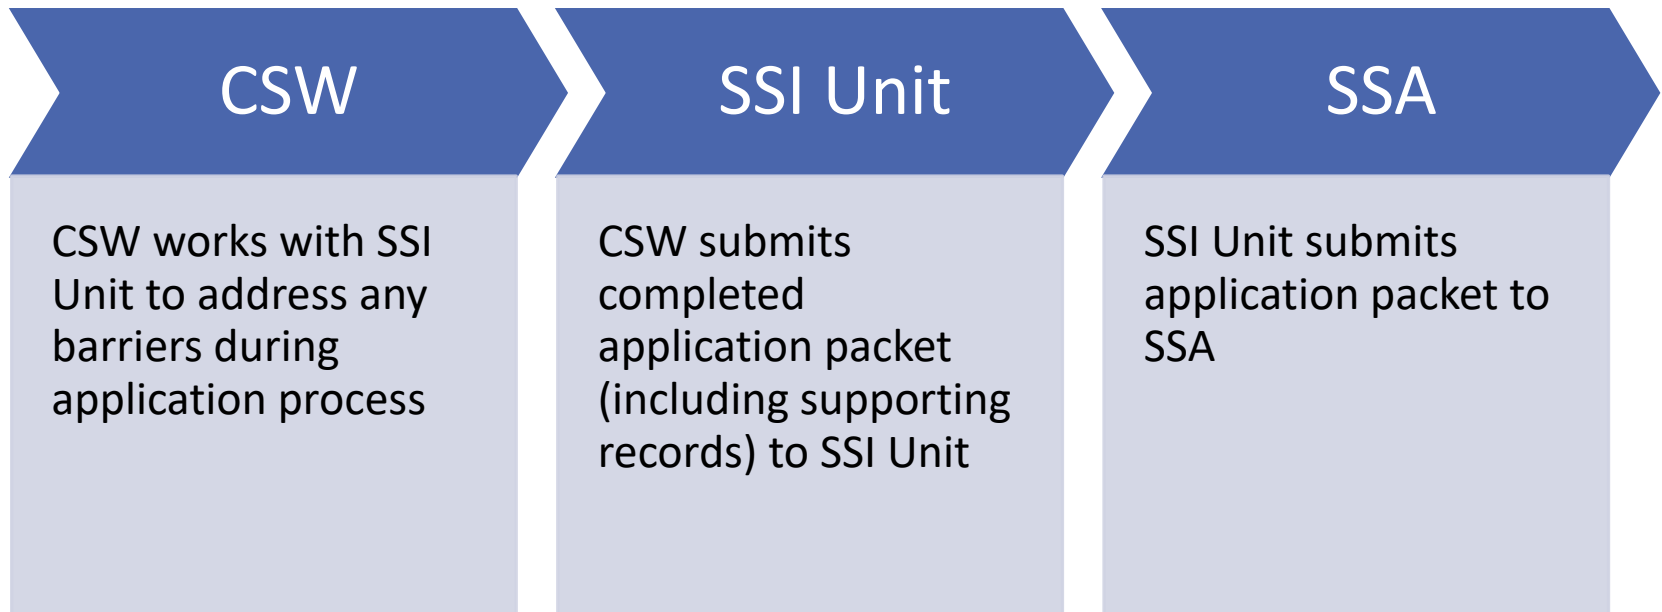 CSW
CSW works with SSI
Unit to address any
barriers during
application process
SSI Unit
CSW submits
completed
application packet
(including supporting
records) to SSI Unit
SSA
SSI Unit submits
application packet to
SSA